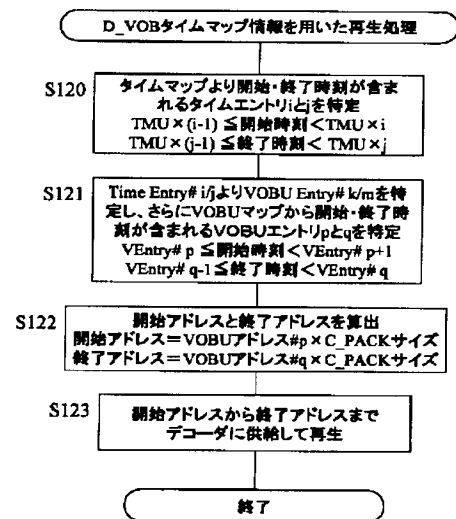 D_VOBタイムマップ情報を用いた再生処理
S120
タイムマップより開始・終了時刻が含ま
れるタイムエントリiとjを特定
TMU×(i-1) ≦開始時刻<TMU×i
TMU×(j-1) ≦終了時刻< TMU×j
S121
Time Entry# i/jよりVOBU Entry# k/mを特
定し、さらにVOBUマップから開始・終了時
刻が含まれるVOBUエントリpとqを特定
VEntry# p ≦開始時刻<VEntry# p+1
VEntry# q-1≦終了時刻<VEntry# q
S122
開始アドレスと終了アドレスを算出
開始アドレス=VOBUアドレス#p×C_PACKサイズ
終了アドレス=VOBUアドレス#q×C_PACKサイズ
S123
開始アドレスから終了アドレスまで
デコーダに供給して再生
終了